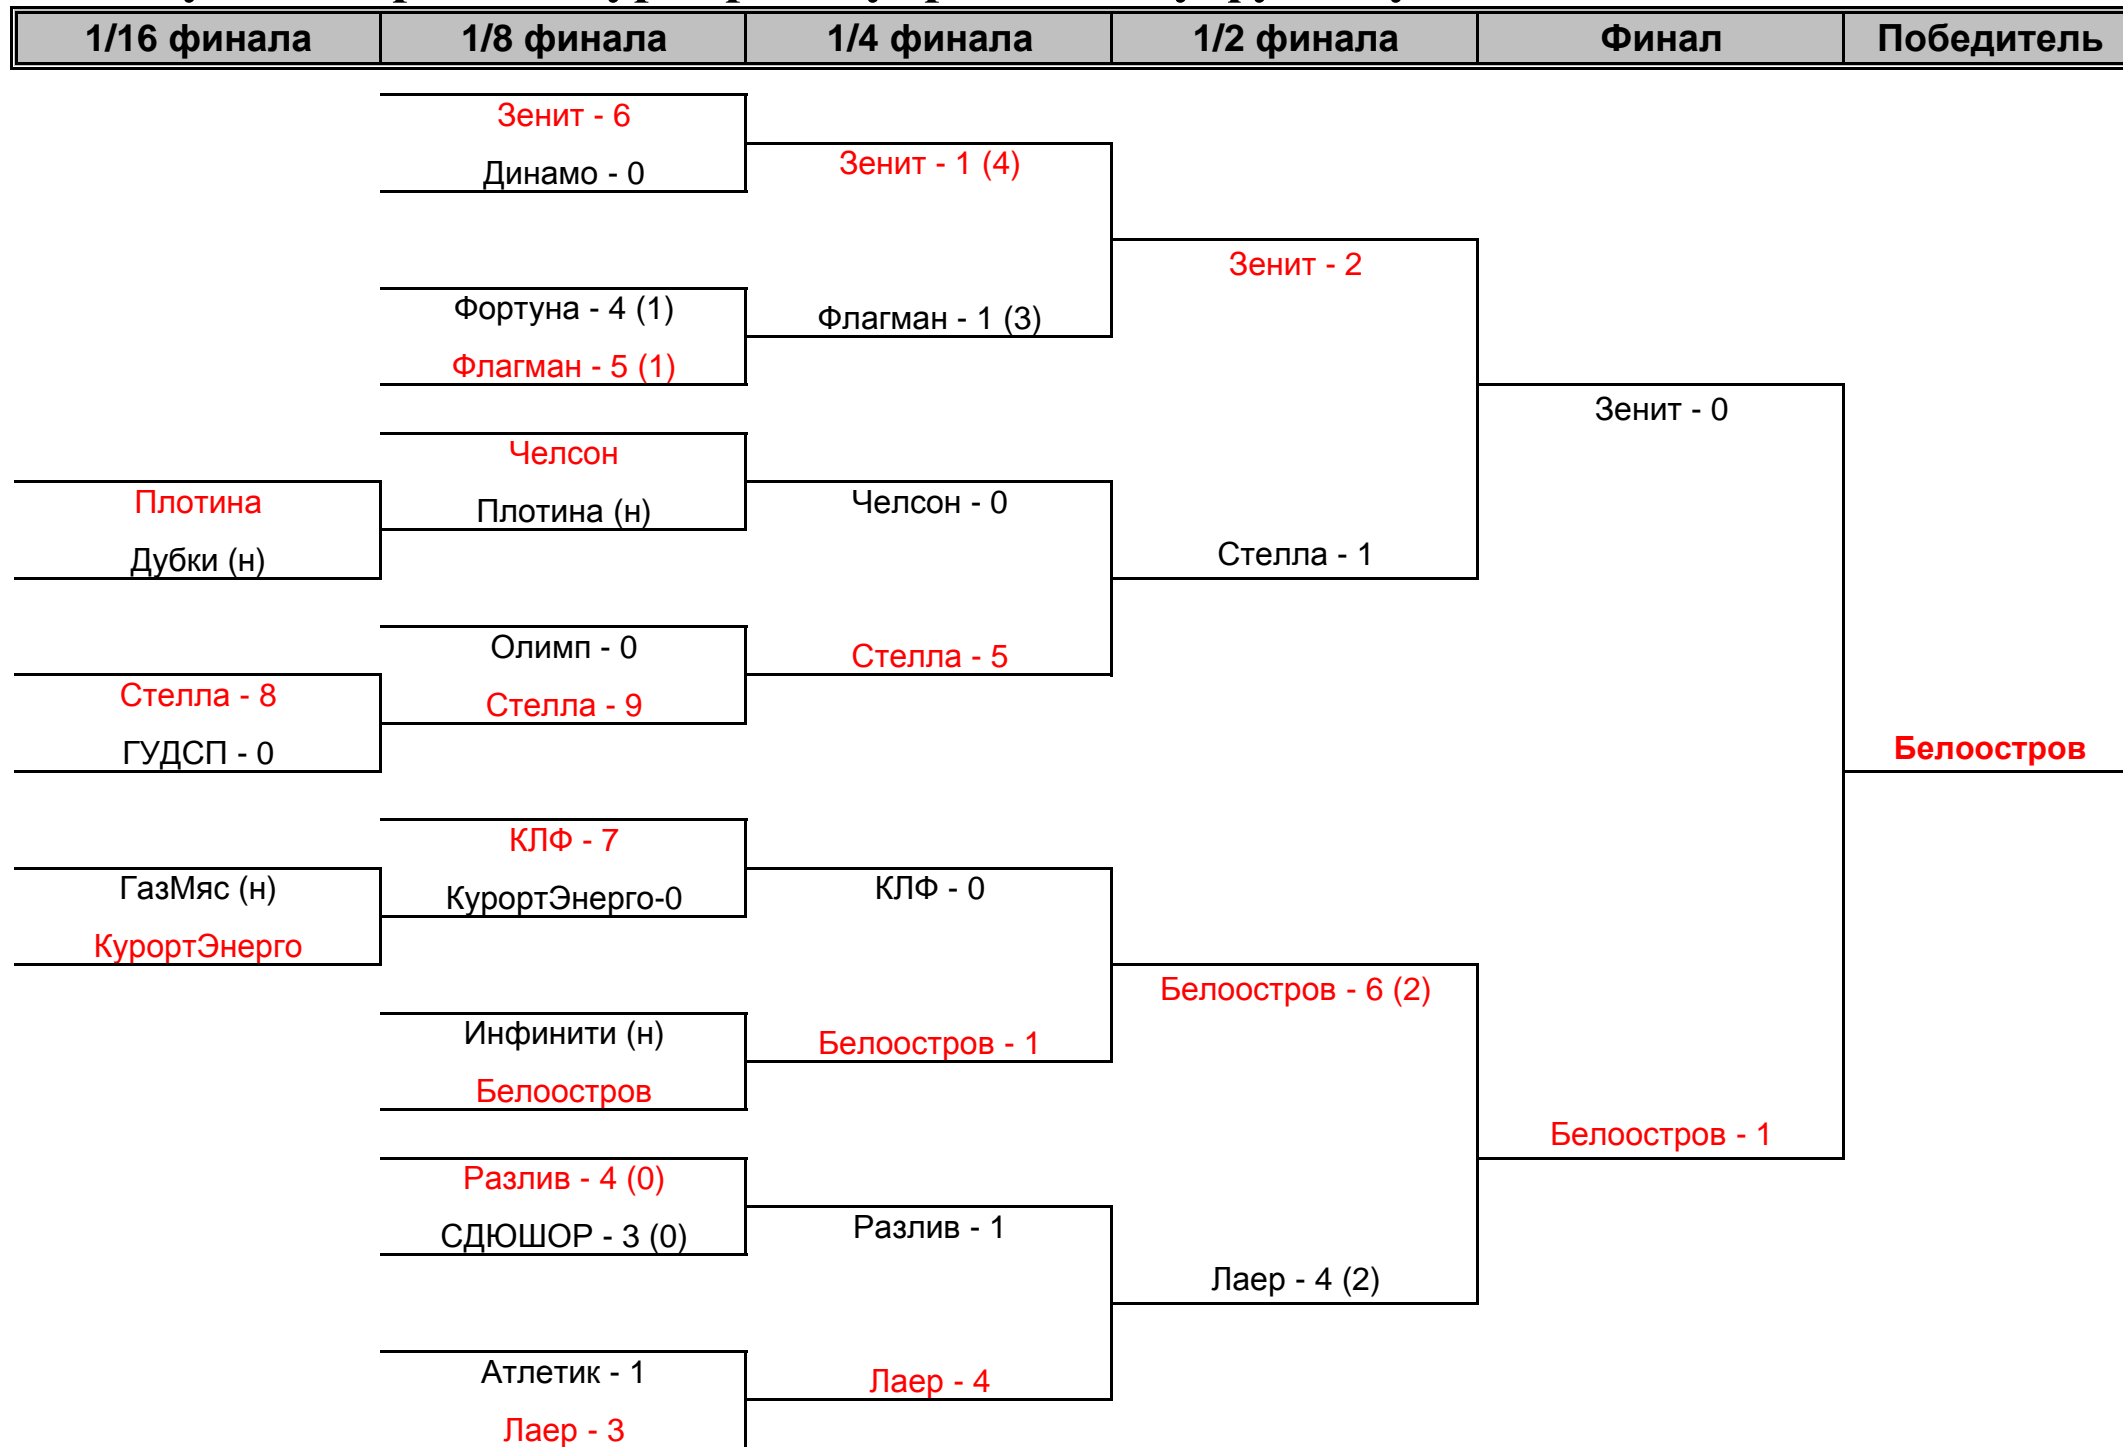 1/16 финала
1/8 финала
1/4 финала
1/2 финала
Финал
Победитель
Зенит - 6
Динамо - 0
Зенит - 1 (4)
Зенит - 2
Фортуна - 4 (1)
Флагман - 1 (3)
Флагман - 5 (1)
Зенит - 0
Челсон
Плотина
Плотина (н)
Челсон - 0
Дубки (н)
Стелла - 1
Олимп - 0
Стелла - 5
Стелла - 8
Стелла - 9
ГУДСП - 0
Белоостров
КЛФ - 7
ГазМяс (н)
КурортЭнерго-0
КЛФ - 0
КурортЭнерго
Белоостров - 6 (2)
Инфинити (н)
Белоостров - 1
Белоостров
Белоостров - 1
Разлив - 4 (0)
СДЮШОР - 3 (0)
Разлив - 1
Лаер - 4 (2)
Атлетик - 1
Лаер - 4
Лаер - 3